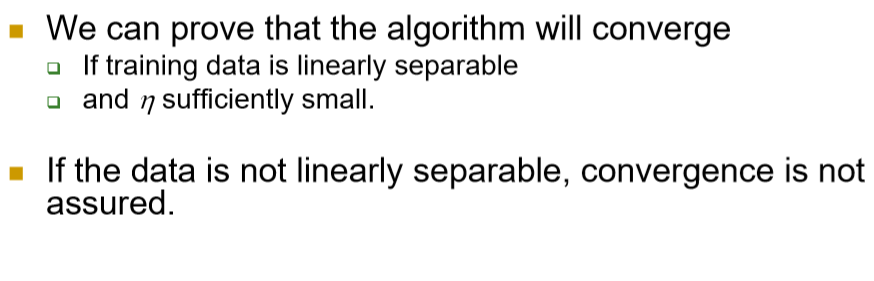 We can prove that the algorithm will converge
If training data is linearly separable
and η sufficiently small.
If the data is not linearly separable, convergence is not
assured.